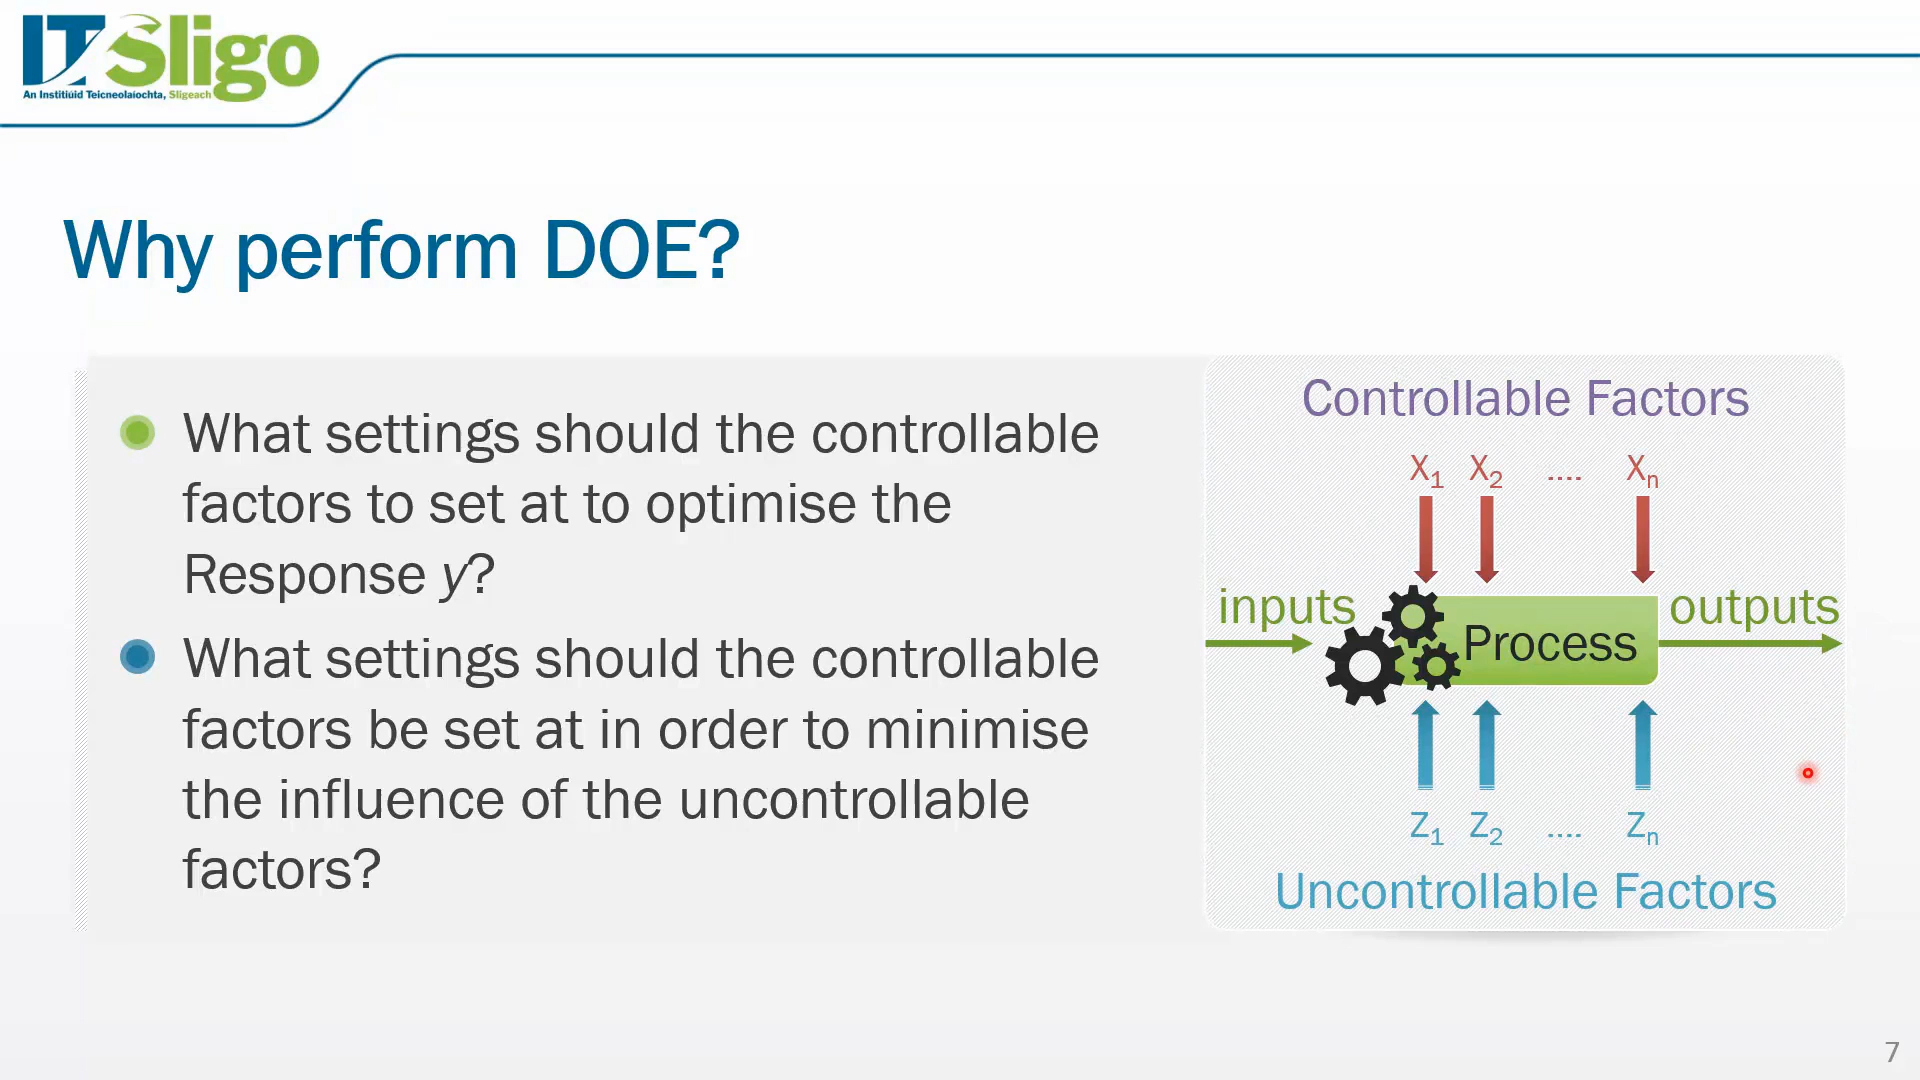 IT Sligo
An Institiúid Teicneolaíochta, Sligeach
Why perform DOE?
What settings should the controllable
factors to set at to optimise the
Response y?
What settings should the controllable
factors be set at in order to minimise
the influence of the uncontrollable
factors?
Controllable Factors
X₁ X₂ .... Xₙ
inputs
Process
outputs
Z₁ Z₂ .... Zₙ
Uncontrollable Factors
7